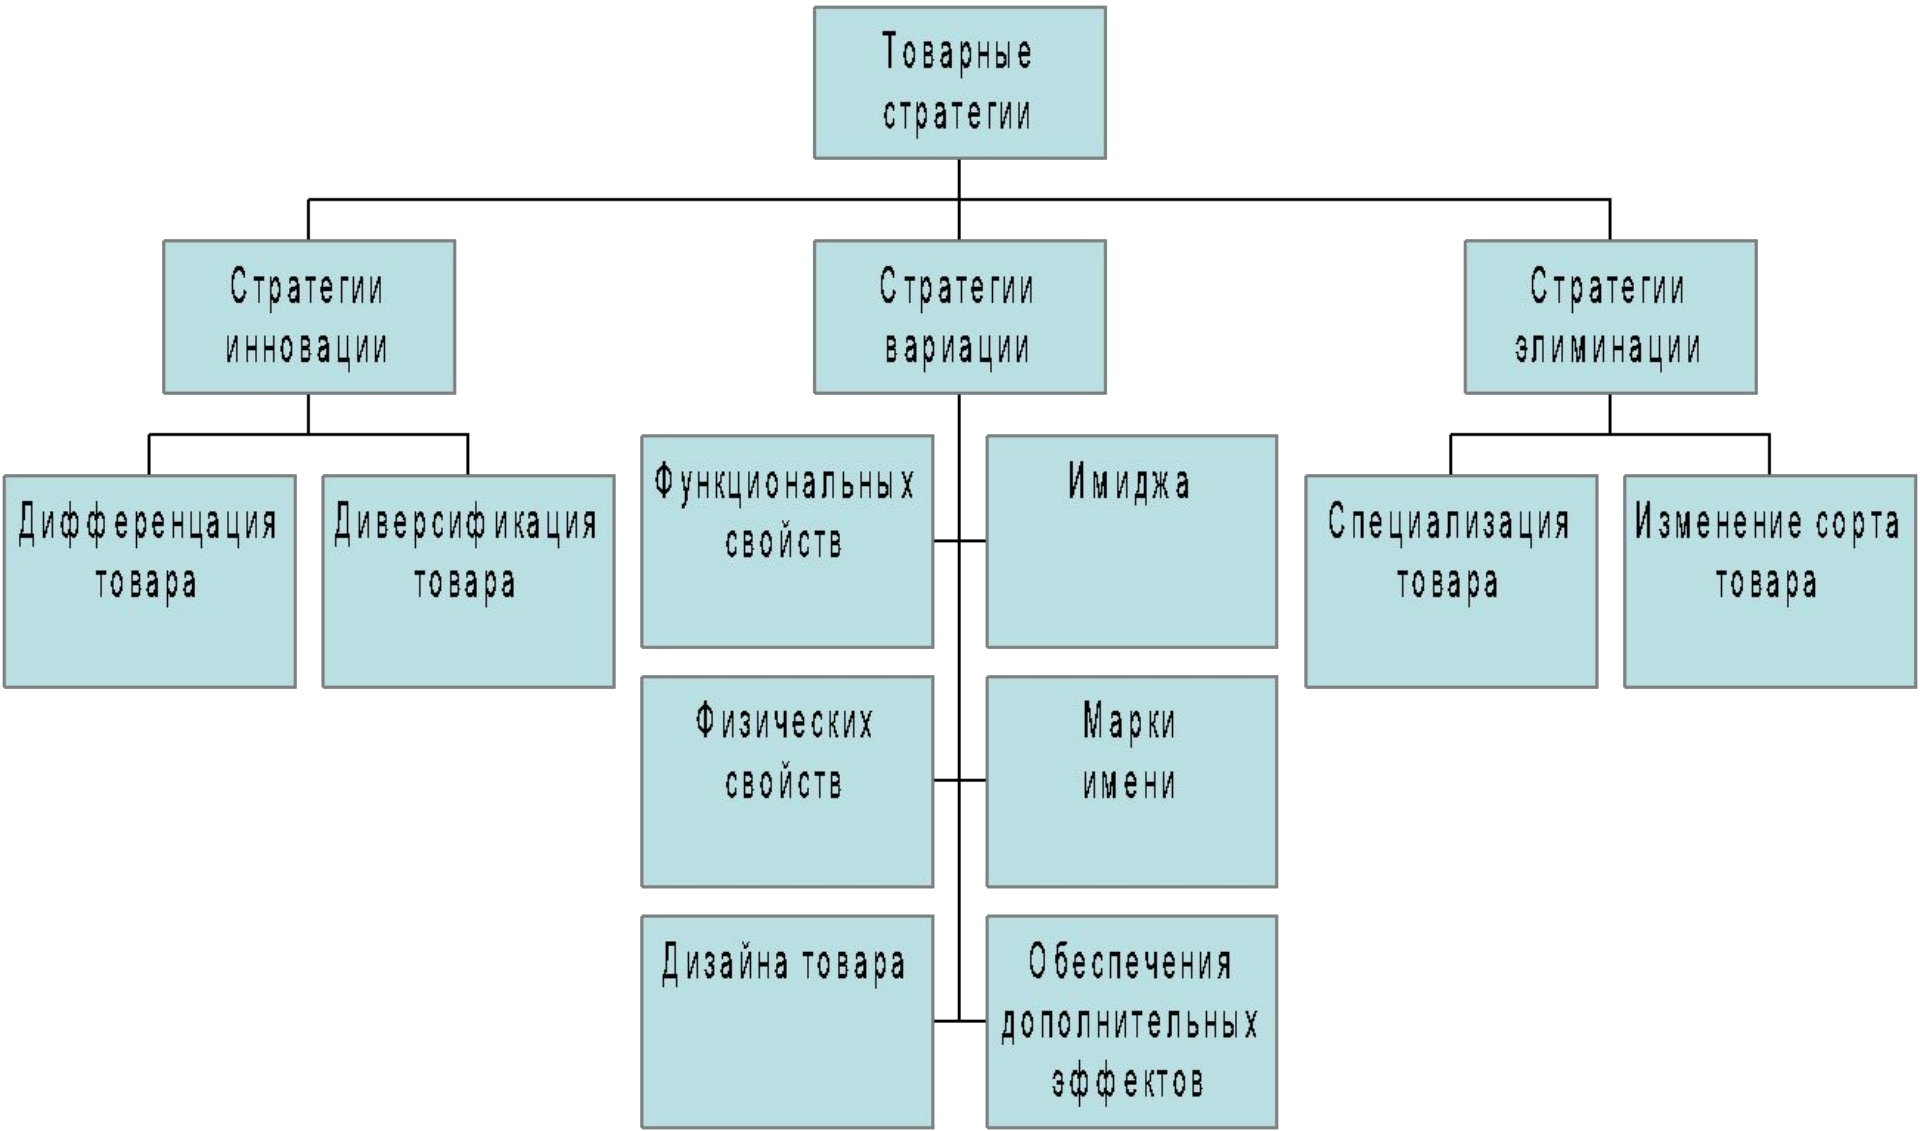 Товарные
стратегии
Стратегии
инновации
Стратегии
вариации
Стратегии
элиминации
Дифференцация
товара
Диверсификация
товара
Функциональных
свойств
Имиджа
Специализация
товара
Изменение сорта
товара
Физических
свойств
Марки
имени
Дизайна товара
Обеспечения
дополнительных
эффектов